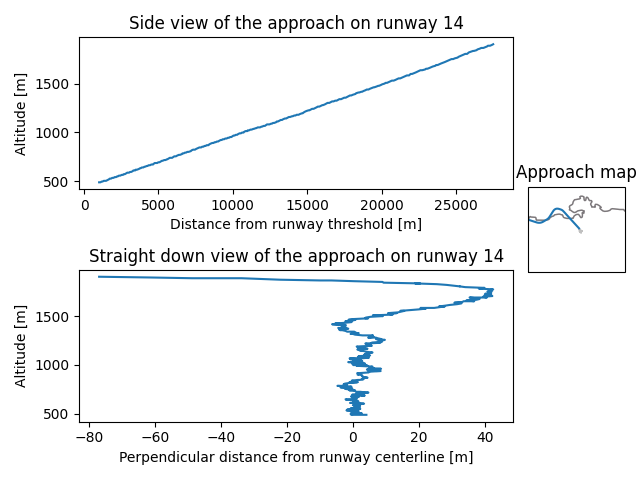 Side view of the approach on runway 14
Altitude [m]
1500
1000
500
0 5000 10000 15000 20000 25000
Distance from runway threshold [m]
Approach map
Straight down view of the approach on runway 14
Altitude [m]
1500
1000
500
−80 −60 −40 −20 0 20 40
Perpendicular distance from runway centerline [m]